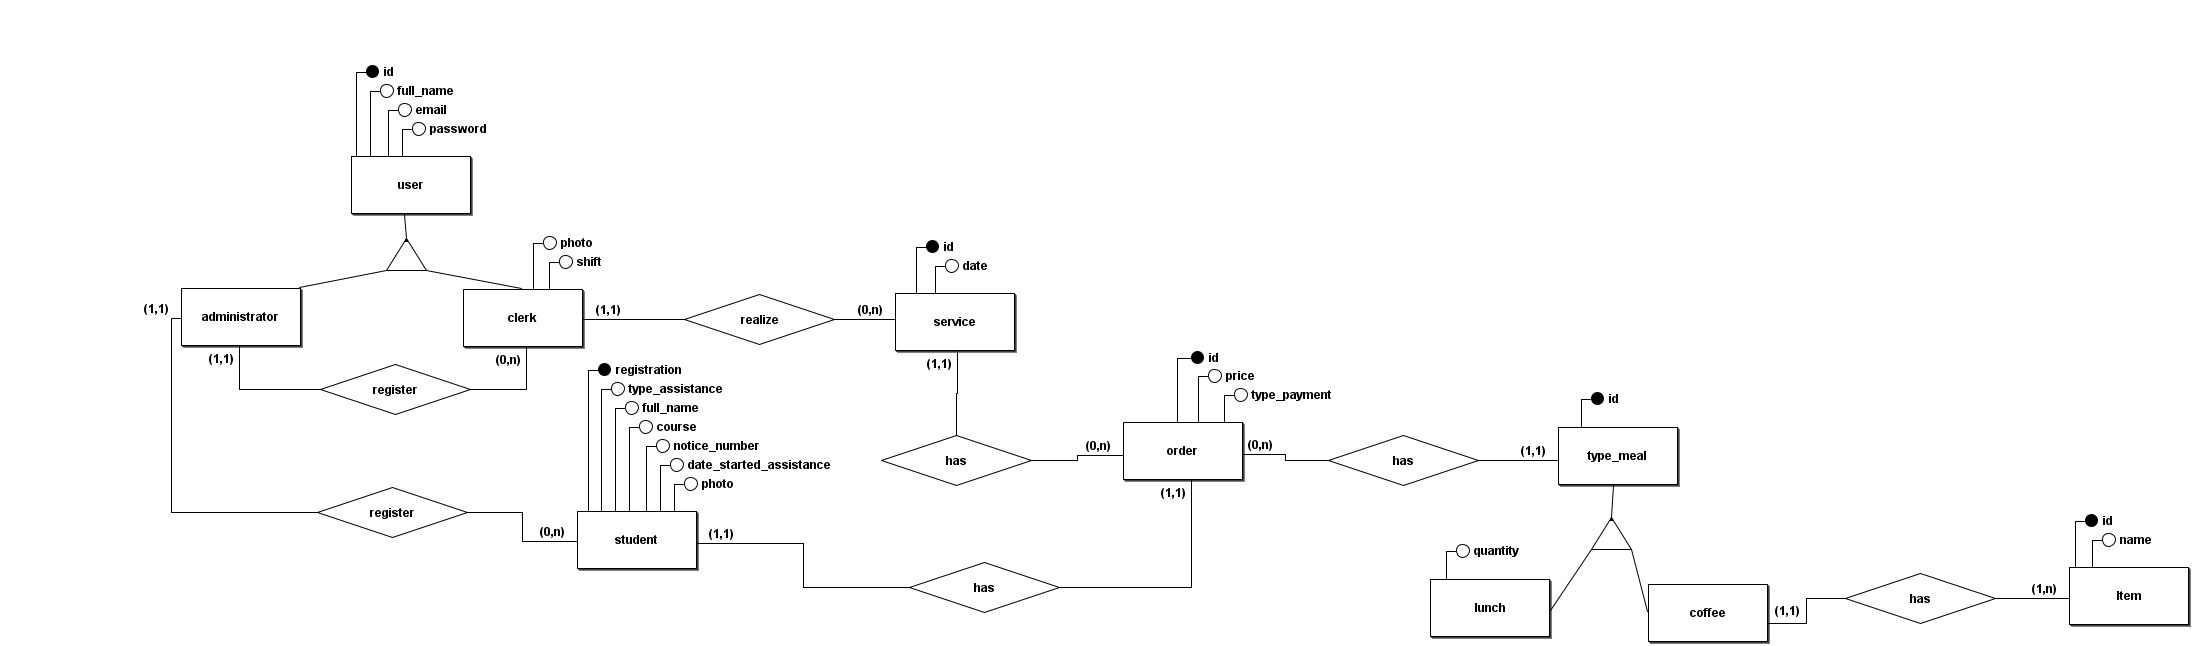 id
full_name
email
password
user
photo
shift
(1,1)
administrator
clerk
(1,1)
realize
(0,n)
id
date
service
(1,1)
(0,n)
register
(1,1)
registration
type_assistance
full_name
course
notice_number
date_started_assistance
photo
id
price
type_payment
has
(0,n)
order
(0,n)
has
(1,1)
id
type_meal
(1,1)
register
(0,n)
student
(1,1)
has
quantity
lunch
coffee
(1,1)
has
(1,n)
id
name
Item